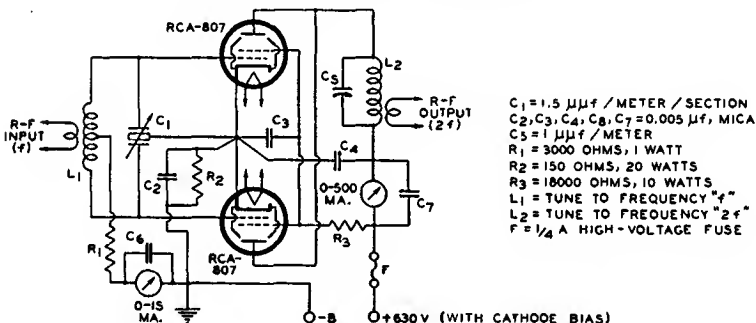 RCA-807
R-F
INPUT
(f)
L1
C1
C3
C2
R2
C4
C5
L2
R-F
OUTPUT
(2f)
0-500
MA.
C7
R1
C6
RCA-
807
R3
F
0-15
MA.
-B
+630V (WITH CATHODE BIAS)
C1=1.5 µµf/METER/SECTION
C2,C3,C4,C8,C7=0.005 µf, MICA
C5=1 µµf/METER
R1=3000 OHMS, 1 WATT
R2=150 OHMS, 20 WATTS
R3=18000 OHMS, 10 WATTS
L1=TUNE TO FREQUENCY "f"
L2=TUNE TO FREQUENCY "2f"
F=1/4 A HIGH-VOLTAGE FUSE